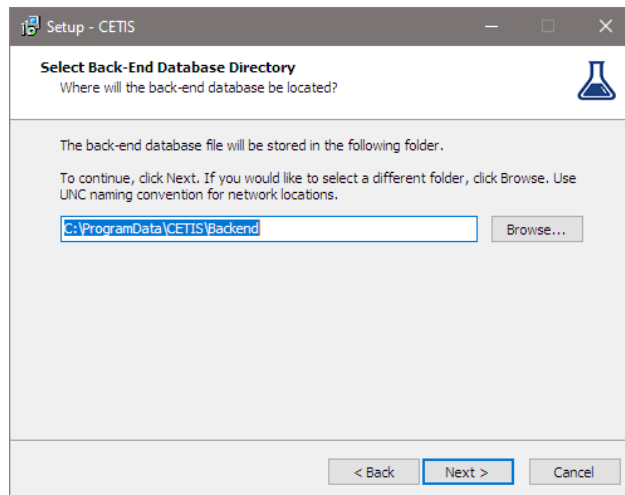 Setup - CETIS
Select Back-End Database Directory
Where will the back-end database be located?
The back-end database file will be stored in the following folder.
To continue, click Next. If you would like to select a different folder, click Browse. Use
UNC naming convention for network locations.
C:\ProgramData\CETIS\Backend
Browse...
< Back
Next >
Cancel